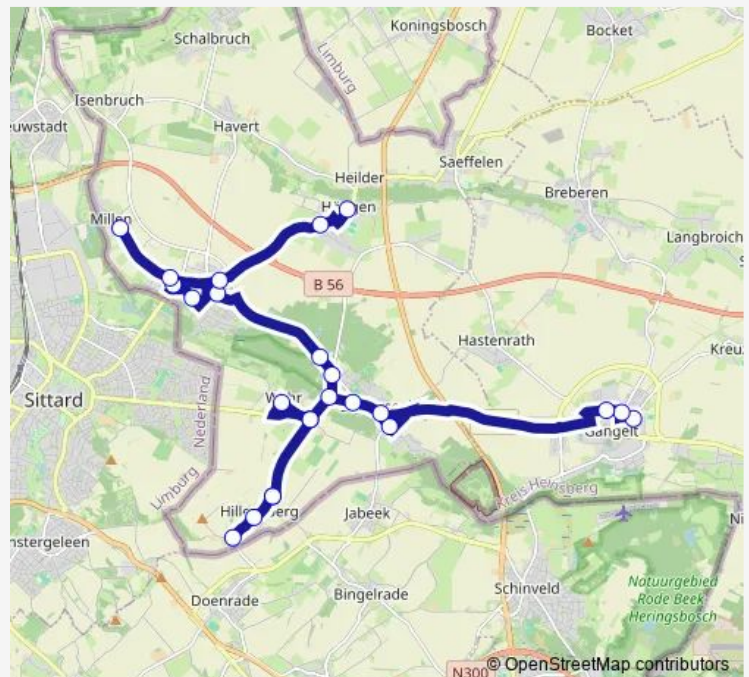 Koningsbosch
Bocket
Schalbruch
Limburg
Isenbruch
euwstadt
Havert
Saeffelen
Heilder
Breberen
Millen
Langbroich
B 56
Hastenrath
Kreu
Sittard
Nederland
Gangelt
Limburg
Kreis Heinsberg
Jabeek
nstergeleen
Ni
Doenrade
Bingelrade
Schinveld
Natuurgebied
Rode Beek
Heringsbosch
N300
© OpenStreetMap contributors